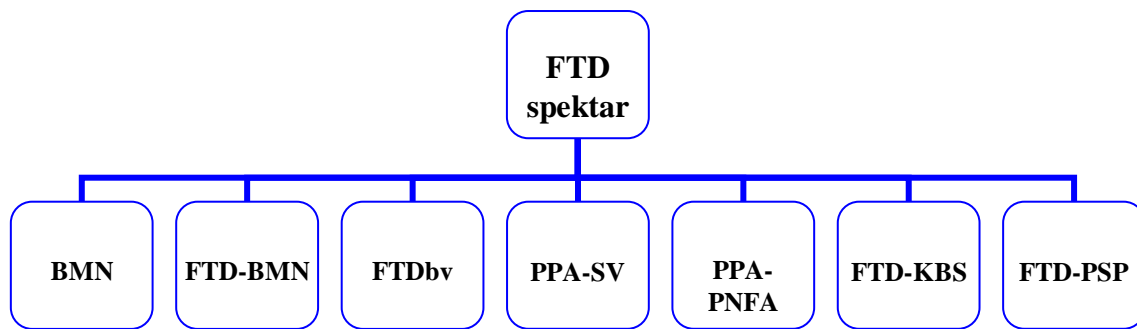 FTD
spektar
BMN
FTD-BMN
FTDbv
PPA-SV
PPA-
PNFA
FTD-KBS
FTD-PSP